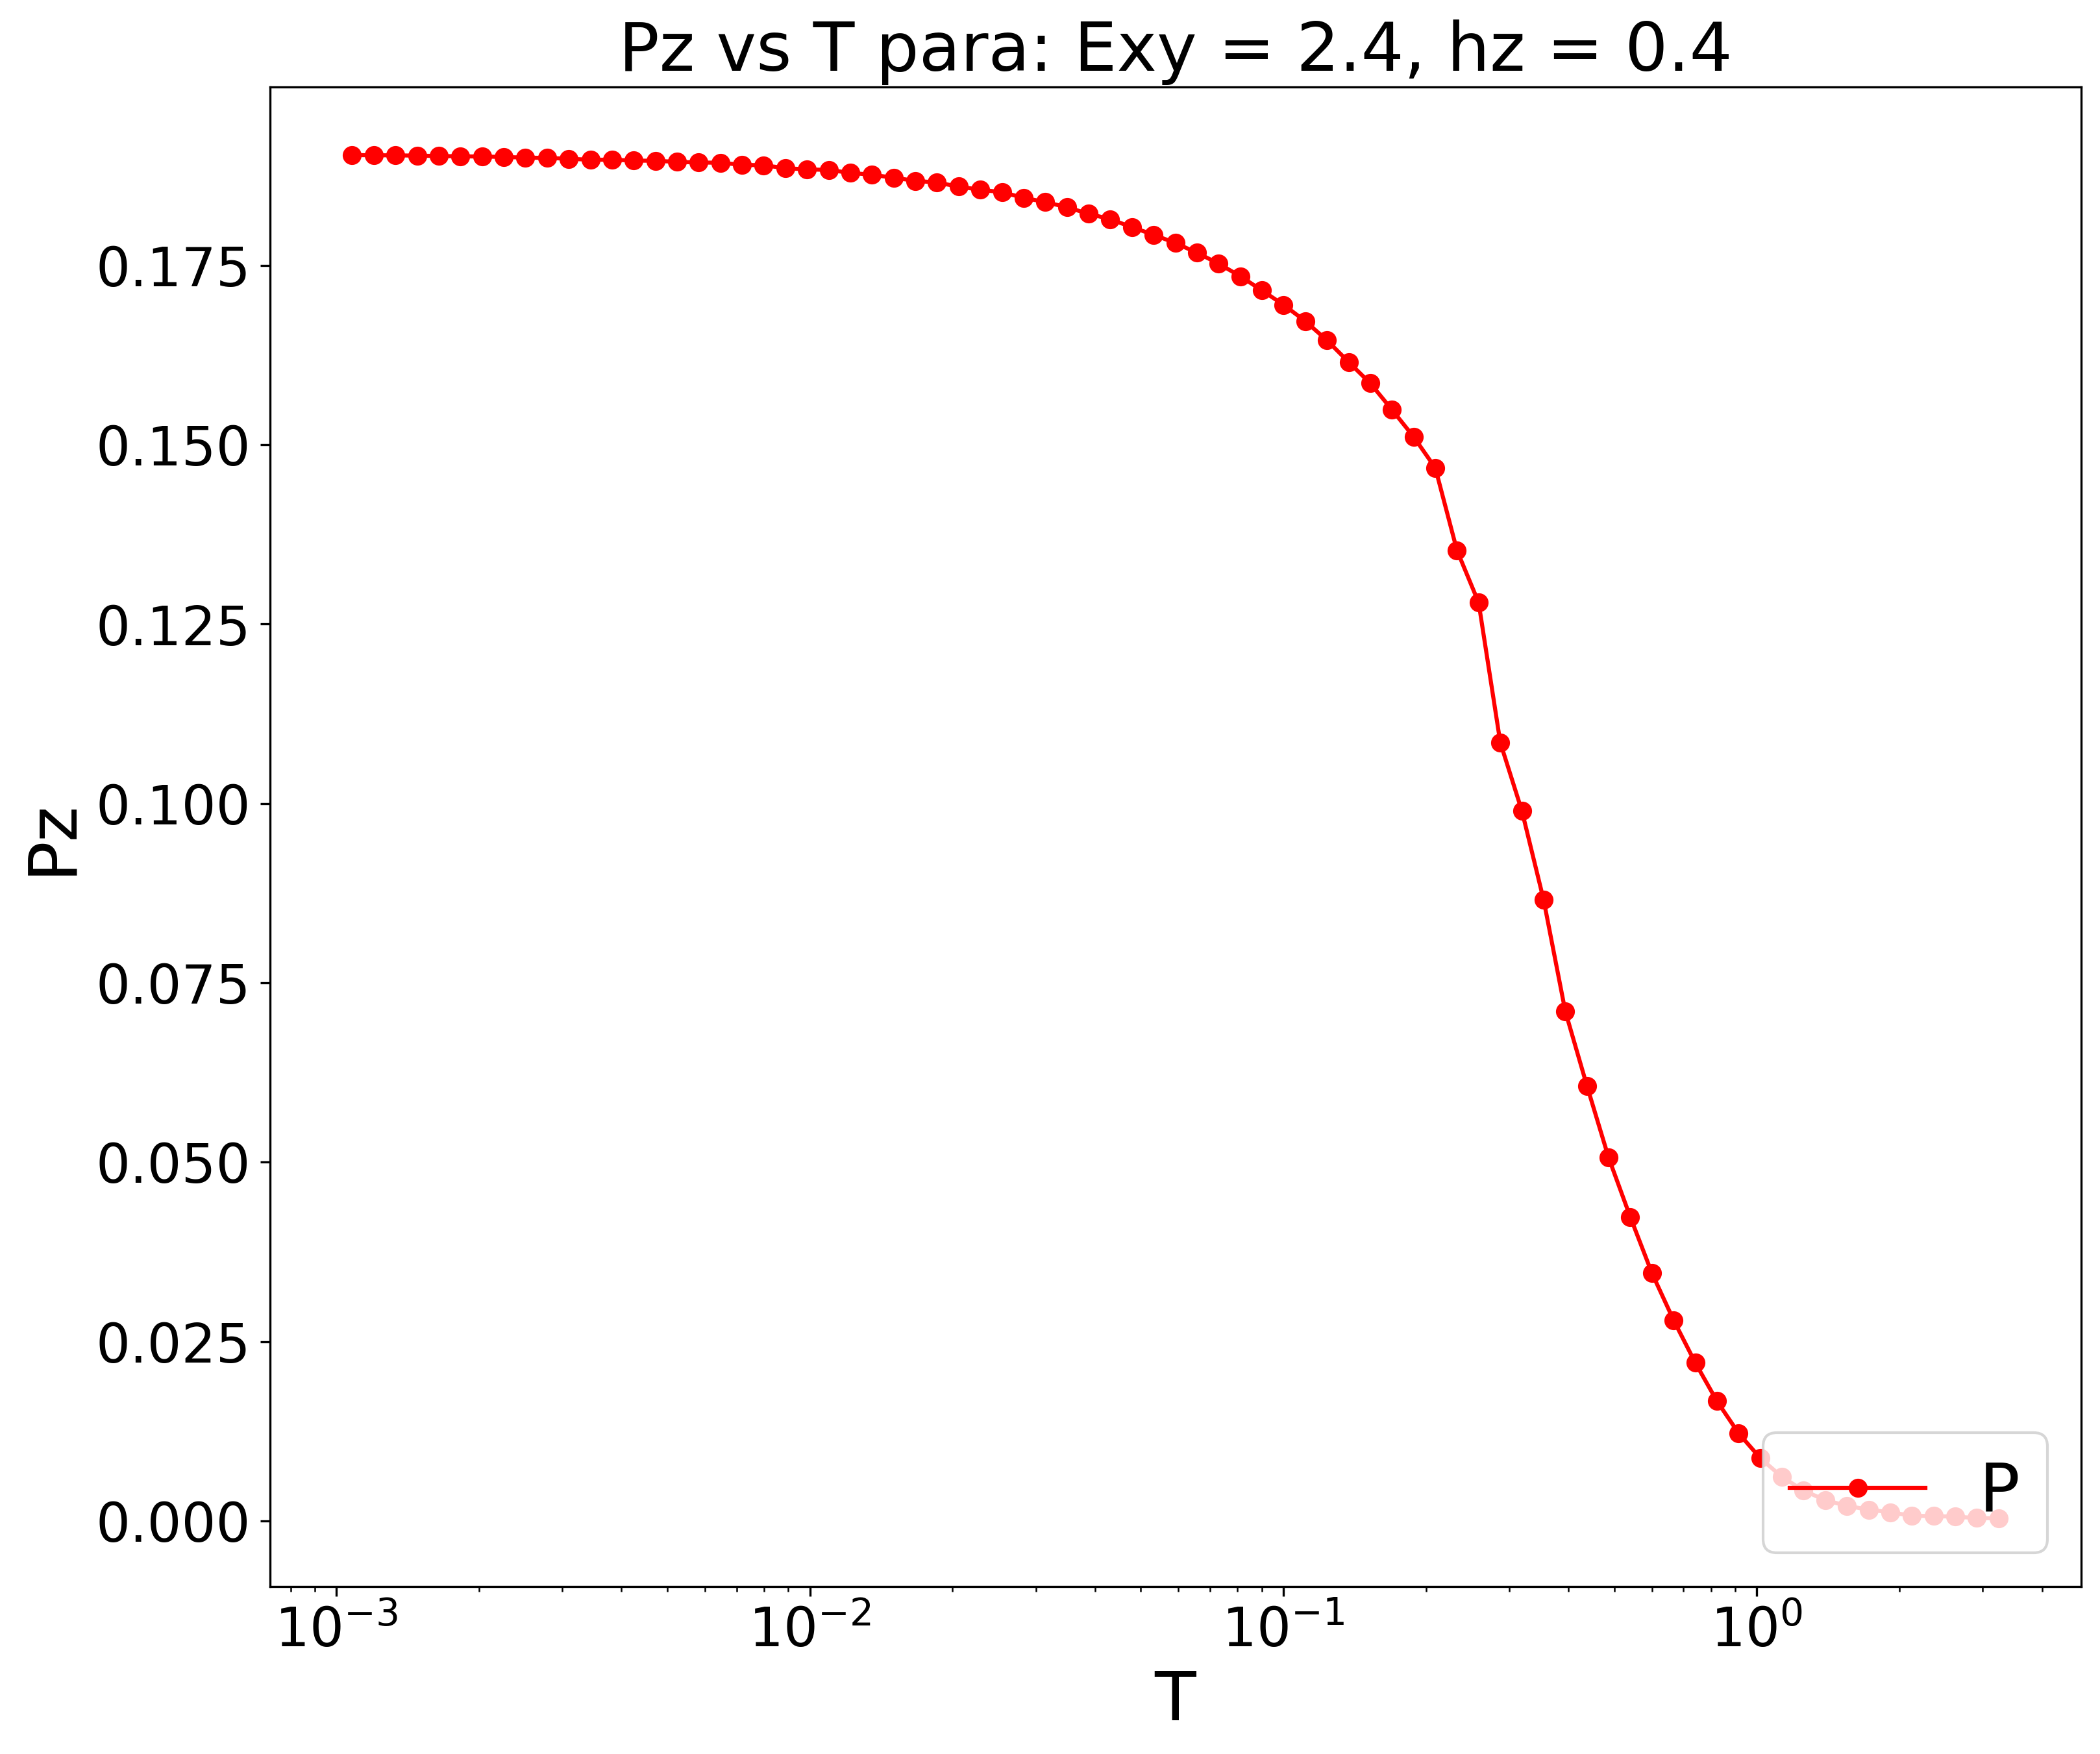 Pz vs T para: Exy = 2.4, hz = 0.4
Pz
0.175
0.150
0.125
0.100
0.075
0.050
0.025
0.000
P
10⁻³ 10⁻² 10⁻¹ 10⁰
T